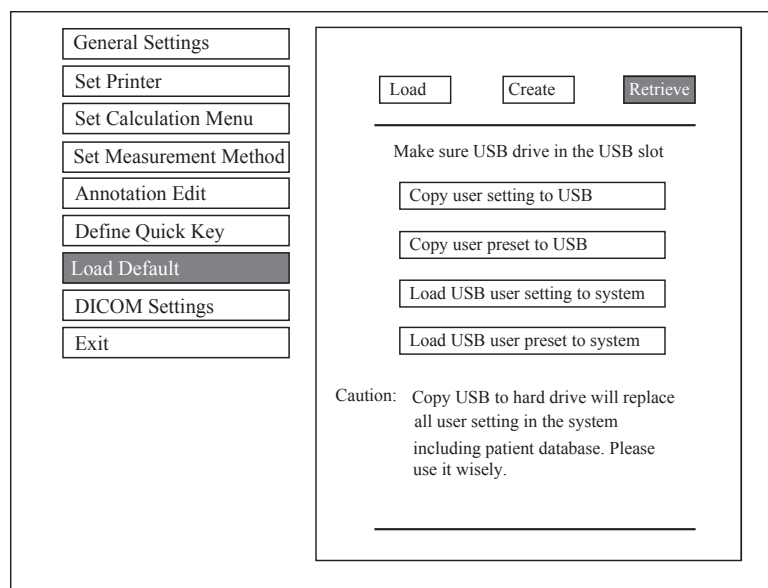 General Settings
Set Printer
Set Calculation Menu
Set Measurement Method
Annotation Edit
Define Quick Key
Load Default
DICOM Settings
Exit
Load Create Retrieve
Make sure USB drive in the USB slot
Copy user setting to USB
Copy user preset to USB
Load USB user setting to system
Load USB user preset to system
Caution: Copy USB to hard drive will replace
all user setting in the system
including patient database. Please
use it wisely.